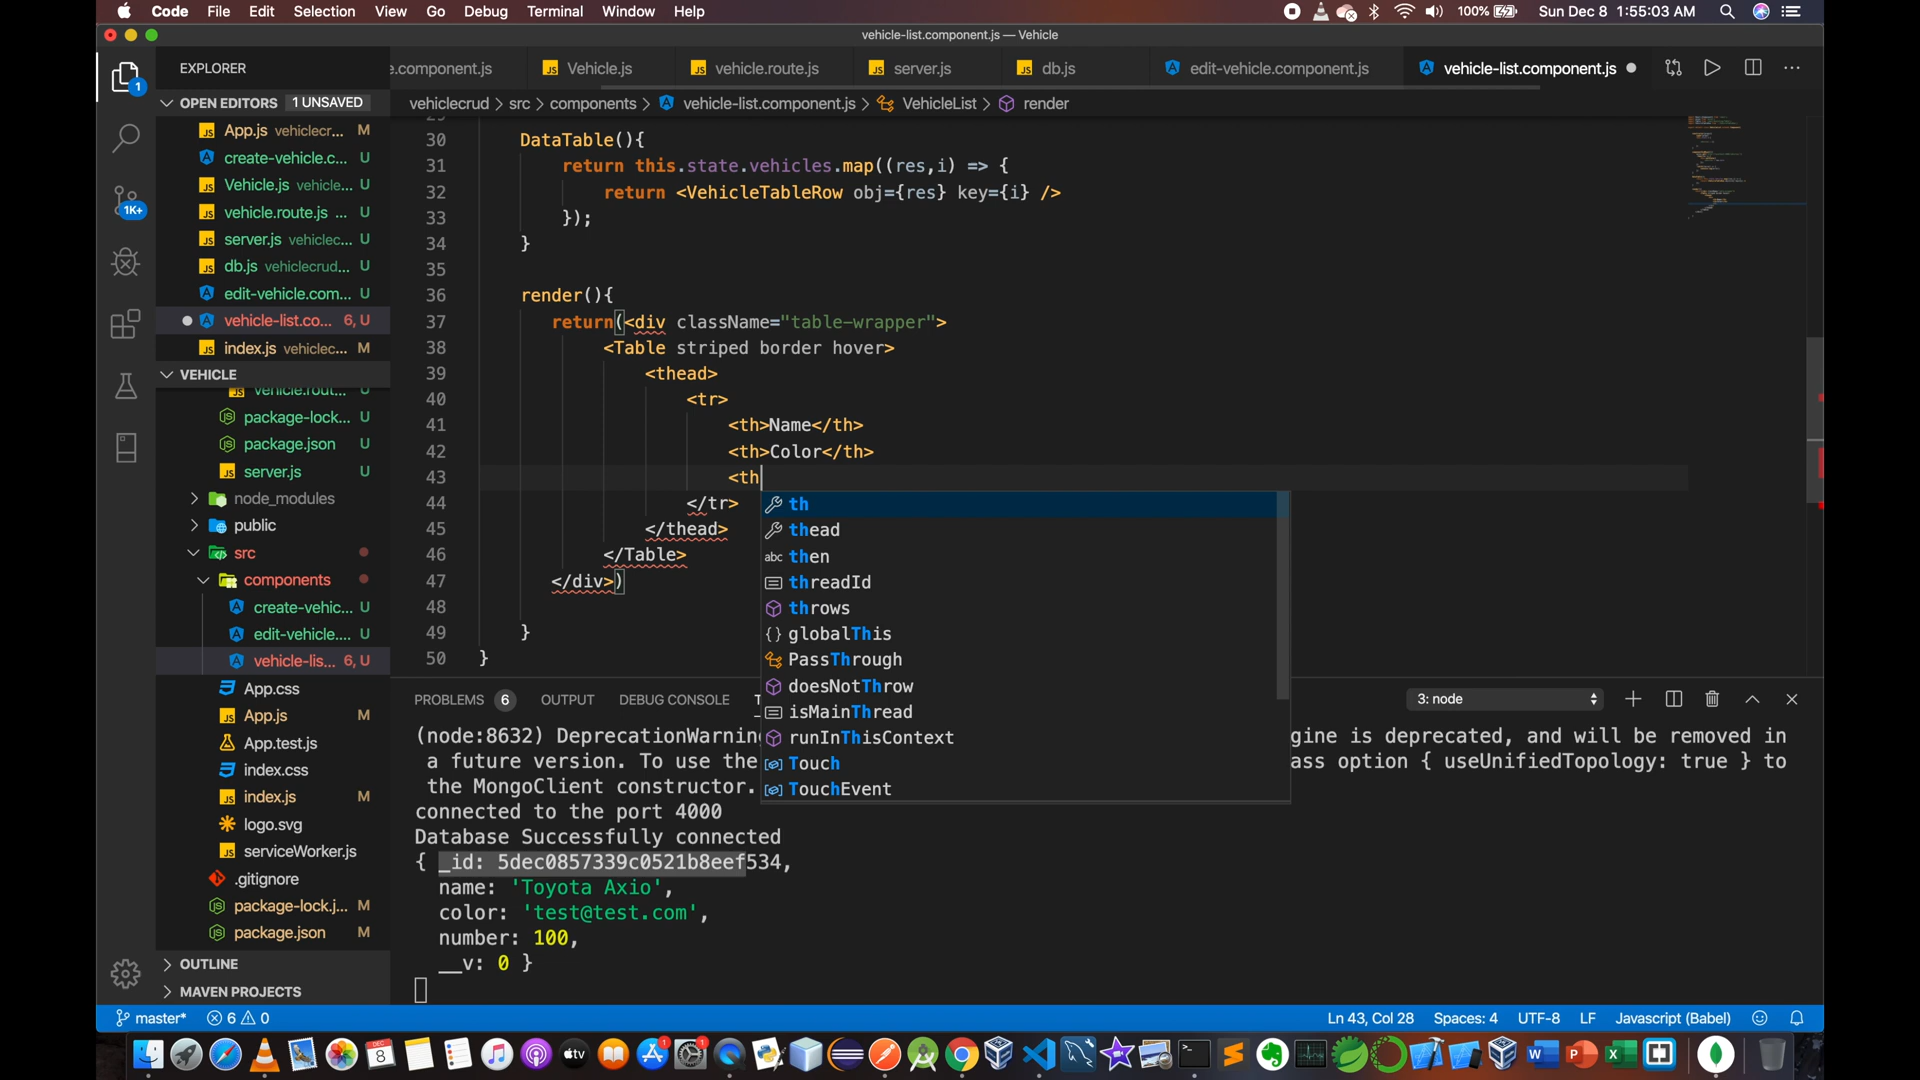 Code File Edit Selection View Go Debug Terminal Window Help 100% Sun Dec 8 1:55:03 AM
vehicle-list.component.js — Vehicle
EXPLORER
e.component.js Vehicle.js vehicle.route.js server.js db.js edit-vehicle.component.js vehicle-list.component.js
OPEN EDITORS 1 UNSAVED
vehiclecrud > src > components > vehicle-list.component.js > VehicleList > render
App.js vehiclecr... M
create-vehicle.c... U
Vehicle.js vehicle... U
vehicle.route.js ... U
server.js vehiclec... U
db.js vehiclecrud... U
edit-vehicle.com... U
vehicle-list.co... 6, U
index.js vehiclec... M
VEHICLE
vehicle.rout... U
package-lock... U
package.json U
server.js U
node_modules
public
src
components
create-vehic... U
edit-vehicle.... U
vehicle-lis... 6, U
App.css
App.js M
App.test.js
index.css
index.js M
logo.svg
serviceWorker.js
.gitignore
package-lock.j... M
package.json M
OUTLINE
MAVEN PROJECTS
1
1K+
29
30 DataTable(){
31 return this.state.vehicles.map((res,i) => {
32 return <VehicleTableRow obj={res} key={i} />
33 });
34 }
35
36 render(){
37 return(<div className="table-wrapper">
38 <Table striped border hover>
39 <thead>
40 <tr>
41 <th>Name</th>
42 <th>Color</th>
43 <th
44 </tr>
45 </thead>
46 </Table>
47 </div>)
48
49 }
50 }
th
thead
abc then
threadId
throws
{} globalThis
PassThrough
doesNotThrow
isMainThread
runInThisContext
Touch
TouchEvent
PROBLEMS 6 OUTPUT DEBUG CONSOLE T 3: node
(node:8632) DeprecationWarning gine is deprecated, and will be removed in
a future version. To use the ass option { useUnifiedTopology: true } to
the MongoClient constructor.
connected to the port 4000
Database Successfully connected
{ _id: 5dec0857339c0521b8eef534,
name: 'Toyota Axio',
color: 'test@test.com',
number: 100,
__v: 0 }
master* 6 0 Ln 43, Col 28 Spaces: 4 UTF-8 LF Javascript (Babel)